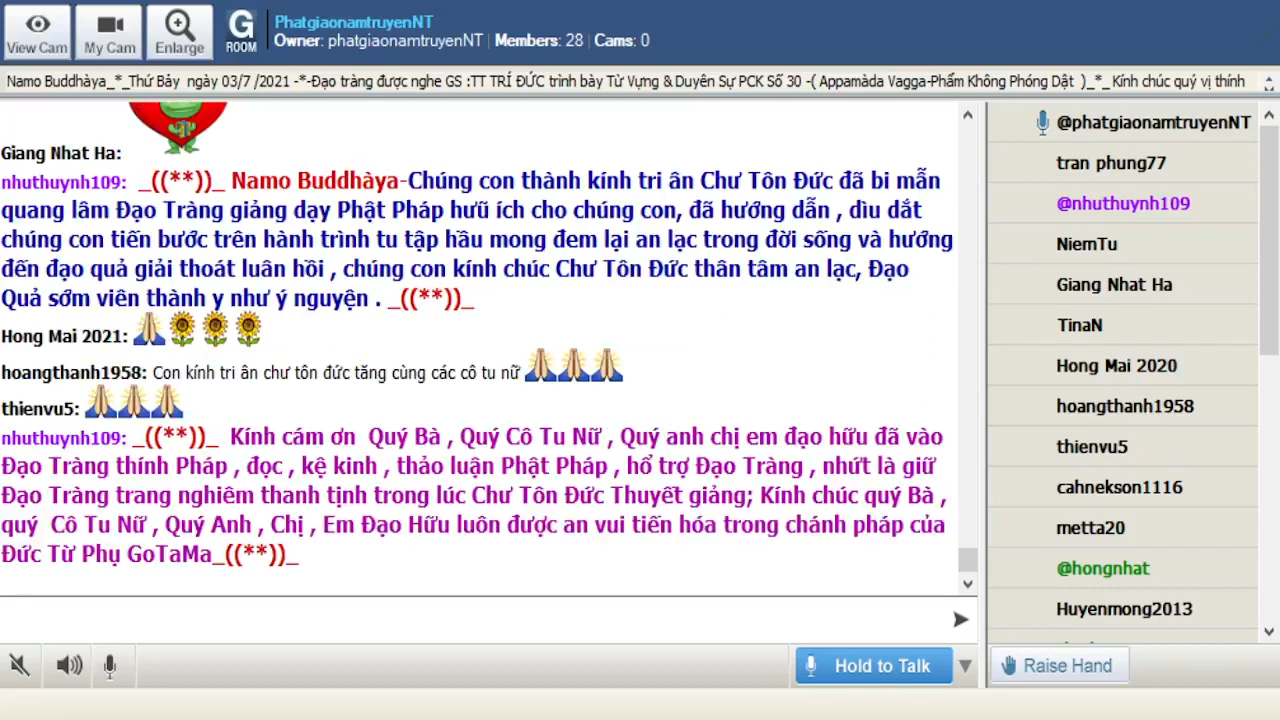 View Cam
My Cam
Enlarge
G
ROOM
PhatgiaonamtruyenNT
Owner: phatgiaonamtruyenNT | Members: 28 | Cams: 0
Namo Buddhàya_*_Thứ Bảy ngày 03/7 /2021 -*-Đạo tràng được nghe GS :TT TRÍ ĐỨC trình bày Từ Vựng & Duyên Sự PCK Số 30 -( Appamàda Vagga-Phẩm Không Phóng Dật )_*_ Kính chúc quý vị thính
Giang Nhat Ha:
nhuthuynh109: _((**))_ Namo Buddhàya-Chúng con thành kính tri ân Chư Tôn Đức đã bi mẫn
quang lâm Đạo Tràng giảng dạy Phật Pháp hưũ ích cho chúng con, đã hướng dẫn , dìu dắt
chúng con tiến bước trên hành trình tu tập hầu mong đem lại an lạc trong đời sống và hướng
đến đạo quả giải thoát luân hồi , chúng con kính chúc Chư Tôn Đức thân tâm an lạc, Đạo
Quả sớm viên thành y như ý nguyện . _((**))_
Hong Mai 2021:
hoangthanh1958: Con kính tri ân chư tôn đức tăng cùng các cô tu nữ
thienvu5:
nhuthuynh109: _((**))_ Kính cám ơn Quý Bà , Quý Cô Tu Nữ , Quý anh chị em đạo hữu đã vào
Đạo Tràng thính Pháp , đọc , kệ kinh , thảo luận Phật Pháp , hổ trợ Đạo Tràng , nhứt là giữ
Đạo Tràng trang nghiêm thanh tịnh trong lúc Chư Tôn Đức Thuyết giảng; Kính chúc quý Bà ,
quý Cô Tu Nữ , Quý Anh , Chị , Em Đạo Hữu luôn được an vui tiến hóa trong chánh pháp của
Đức Từ Phụ GoTaMa_((**))_
@phatgiaonamtruyenNT
tran phung77
@nhuthuynh109
NiemTu
Giang Nhat Ha
TinaN
Hong Mai 2020
hoangthanh1958
thienvu5
cahnekson1116
metta20
@hongnhat
Huyenmong2013
Hold to Talk
Raise Hand